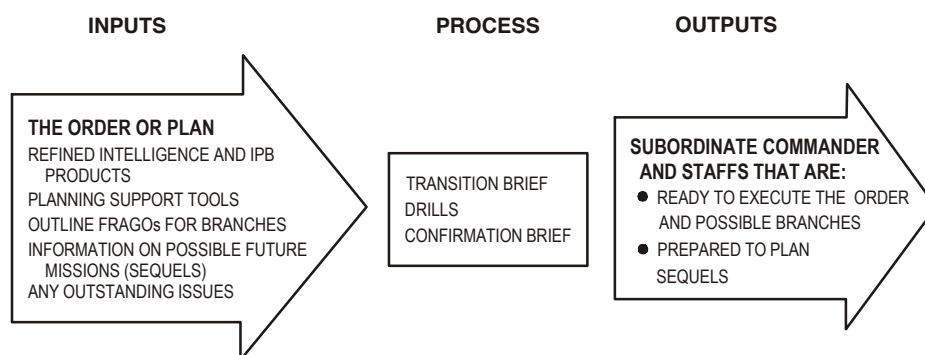 INPUTS
PROCESS
OUTPUTS
THE ORDER OR PLAN
REFINED INTELLIGENCE AND IPB
PRODUCTS
PLANNING SUPPORT TOOLS
OUTLINE FRAGOs FOR BRANCHES
INFORMATION ON POSSIBLE FUTURE
MISSIONS (SEQUELS)
ANY OUTSTANDING ISSUES
TRANSITION BRIEF
DRILLS
CONFIRMATION BRIEF
SUBORDINATE COMMANDER
AND STAFFS THAT ARE:
● READY TO EXECUTE THE ORDER
AND POSSIBLE BRANCHES
● PREPARED TO PLAN
SEQUELS